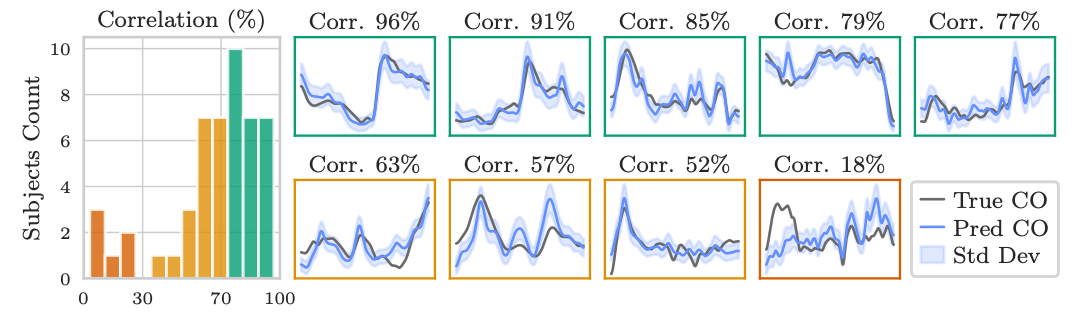 Correlation (%)
Subjects Count
10
8
6
4
2
0
0 30 70 100
Corr. 96%
Corr. 91%
Corr. 85%
Corr. 79%
Corr. 77%
Corr. 63%
Corr. 57%
Corr. 52%
Corr. 18%
True CO
Pred CO
Std Dev